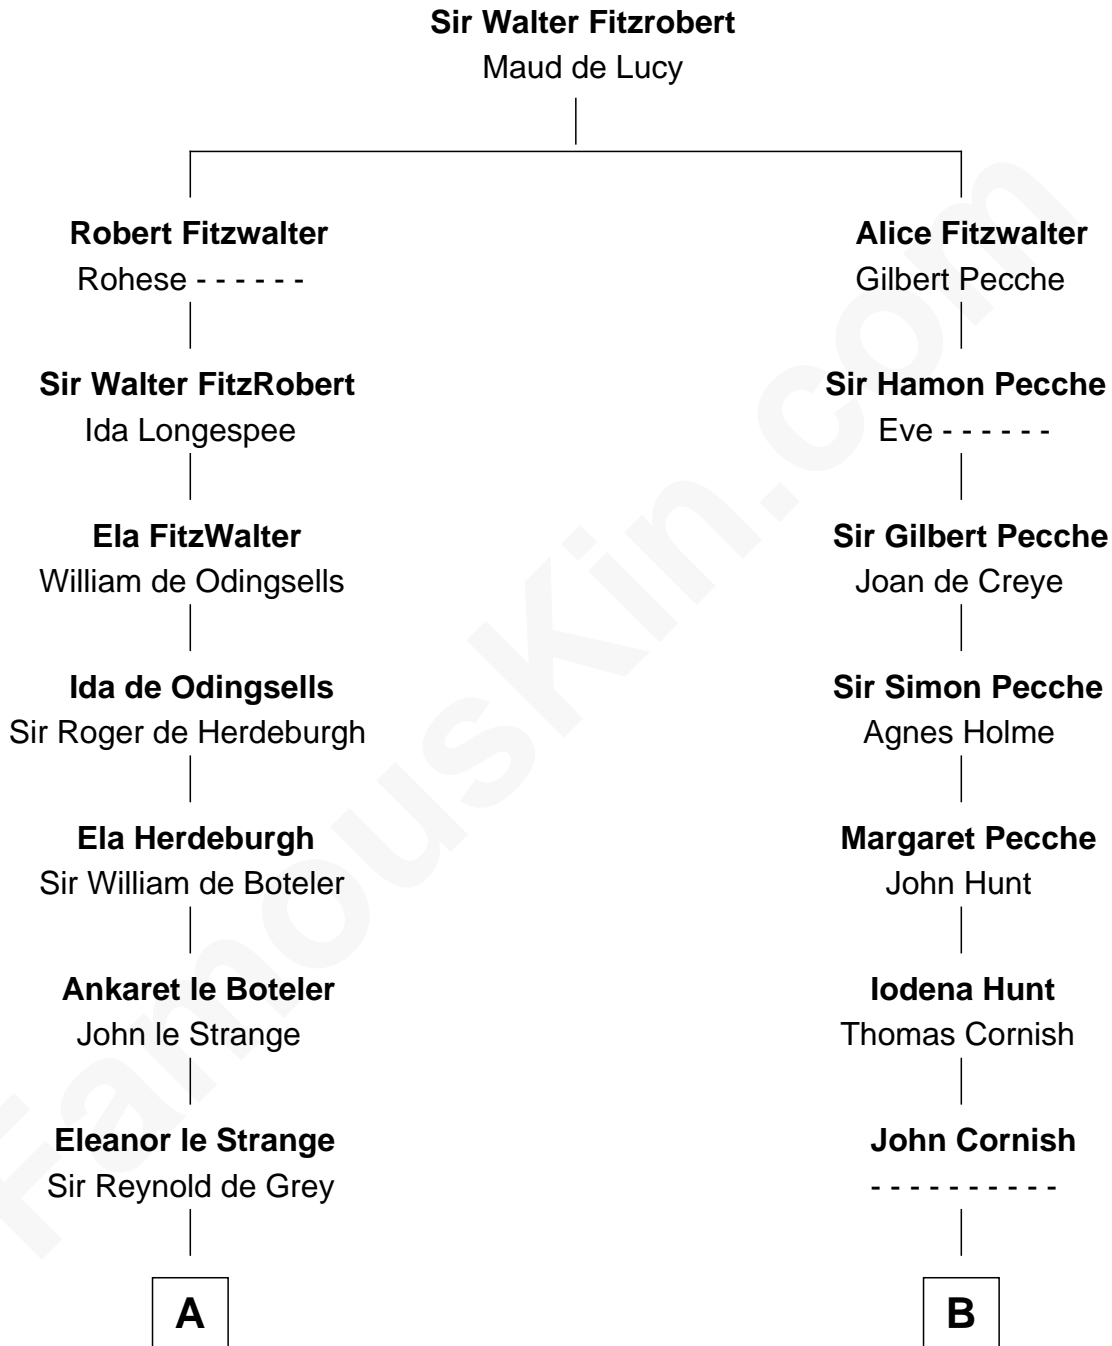 Sir Walter Fitzrobert
Maud de Lucy
Robert Fitzwalter
Rohese - - - - - -
Alice Fitzwalter
Gilbert Pecche
Sir Walter FitzRobert
Ida Longespee
Sir Hamon Pecche
Eve - - - - - -
Ela FitzWalter
William de Odingsells
Sir Gilbert Pecche
Joan de Creye
Ida de Odingsells
Sir Roger de Herdeburgh
Sir Simon Pecche
Agnes Holme
Ela Herdeburgh
Sir William de Boteler
Margaret Pecche
John Hunt
Ankaret le Boteler
John le Strange
Iodena Hunt
Thomas Cornish
Eleanor le Strange
Sir Reynold de Grey
John Cornish
- - - - - - - - - -
A
B
FamousKin.com